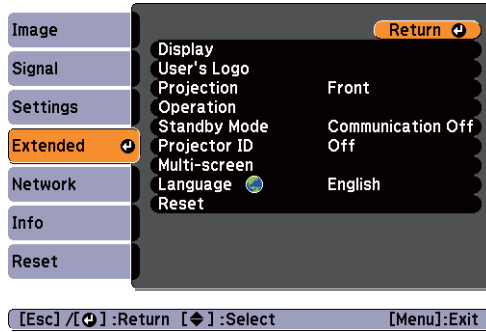 Image
Signal
Settings
Extended
Network
Info
Reset
Return
Display
User's Logo
Projection Front
Operation
Standby Mode Communication Off
Projector ID Off
Multi-screen
Language English
Reset
[Esc] /[⏎] :Return [◆] :Select [Menu]:Exit